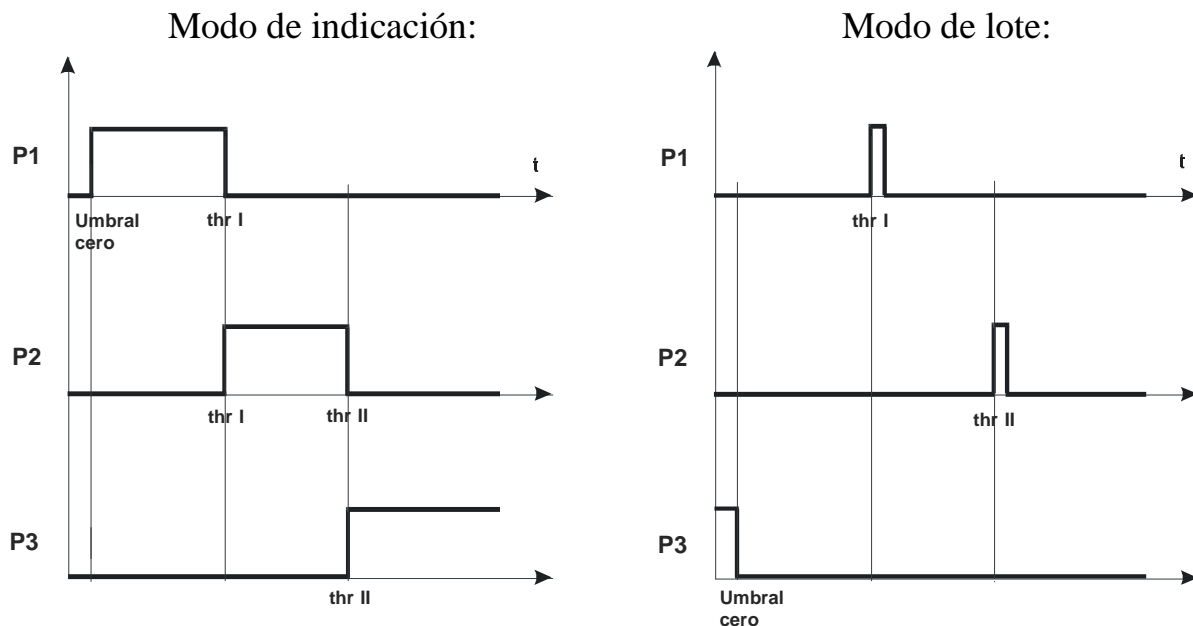 Modo de indicación:
P1
t
Umbral
cero
thr I
P2
thr I
thr II
P3
thr II
Modo de lote:
P1
t
thr I
P2
thr II
P3
Umbral
cero